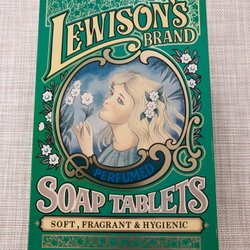 LEWISON'S
BRAND
PERFUMED
SOAP TABLETS
SOFT, FRAGRANT & HYGIENIC